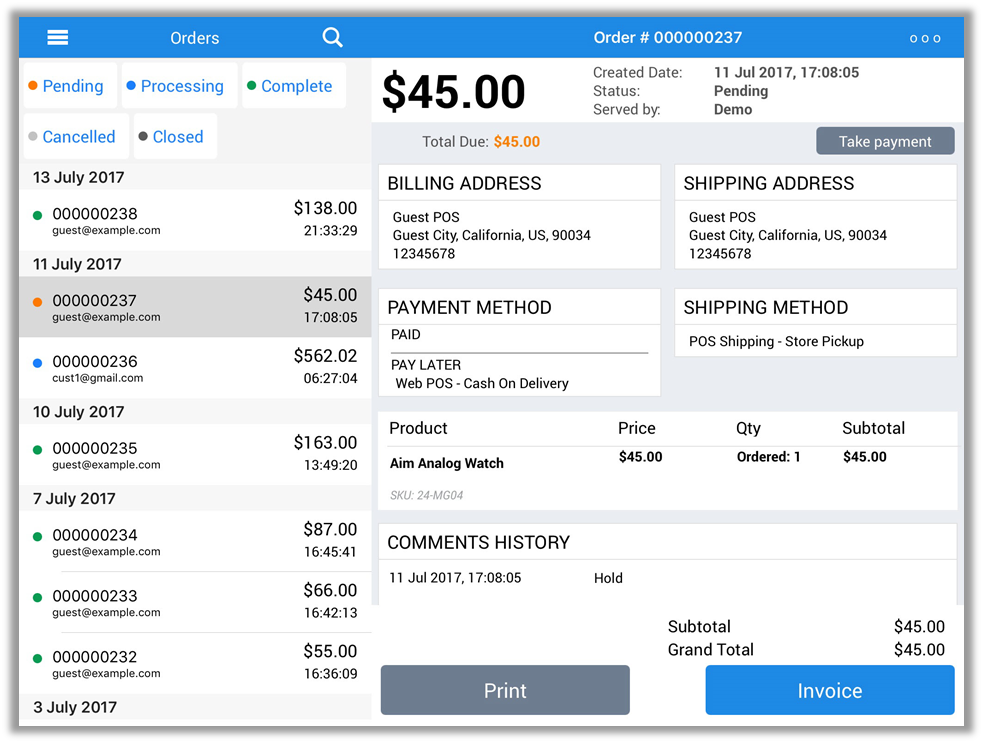 Orders
Order # 000000237
Pending Processing Complete
Cancelled Closed
13 July 2017
000000238 $138.00
guest@example.com 21:33:29
11 July 2017
000000237 $45.00
guest@example.com 17:08:05
000000236 $562.02
cust1@gmail.com 06:27:04
10 July 2017
000000235 $163.00
guest@example.com 13:49:20
7 July 2017
000000234 $87.00
guest@example.com 16:45:41
000000233 $66.00
guest@example.com 16:42:13
000000232 $55.00
guest@example.com 16:36:09
3 July 2017
$45.00
Created Date: 11 Jul 2017, 17:08:05
Status: Pending
Served by: Demo
Total Due: $45.00
Take payment
BILLING ADDRESS
Guest POS
Guest City, California, US, 90034
12345678
SHIPPING ADDRESS
Guest POS
Guest City, California, US, 90034
12345678
PAYMENT METHOD
PAID
PAY LATER
Web POS - Cash On Delivery
SHIPPING METHOD
POS Shipping - Store Pickup
Product Price Qty Subtotal
Aim Analog Watch $45.00 Ordered: 1 $45.00
SKU: 24-MG04
COMMENTS HISTORY
11 Jul 2017, 17:08:05 Hold
Subtotal $45.00
Grand Total $45.00
Print Invoice